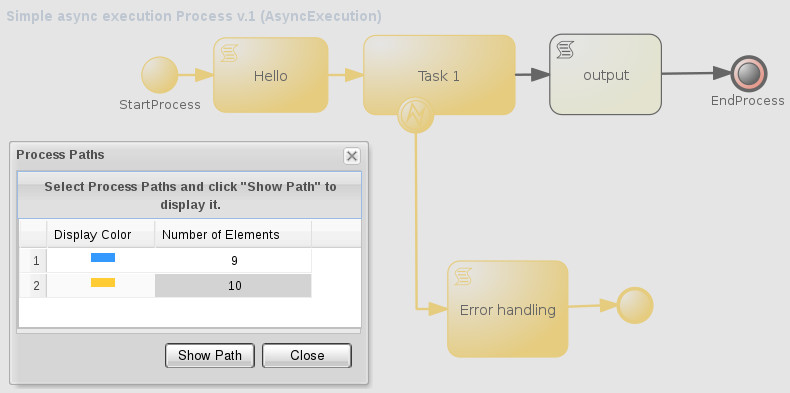 Simple async execution Process v.1 (AsyncExecution)
Hello
Task 1
output
StartProcess
EndProcess
Process Paths
Select Process Paths and click "Show Path" to
display it.
Display Color
Number of Elements
1
9
2
10
Show Path
Close
Error handling